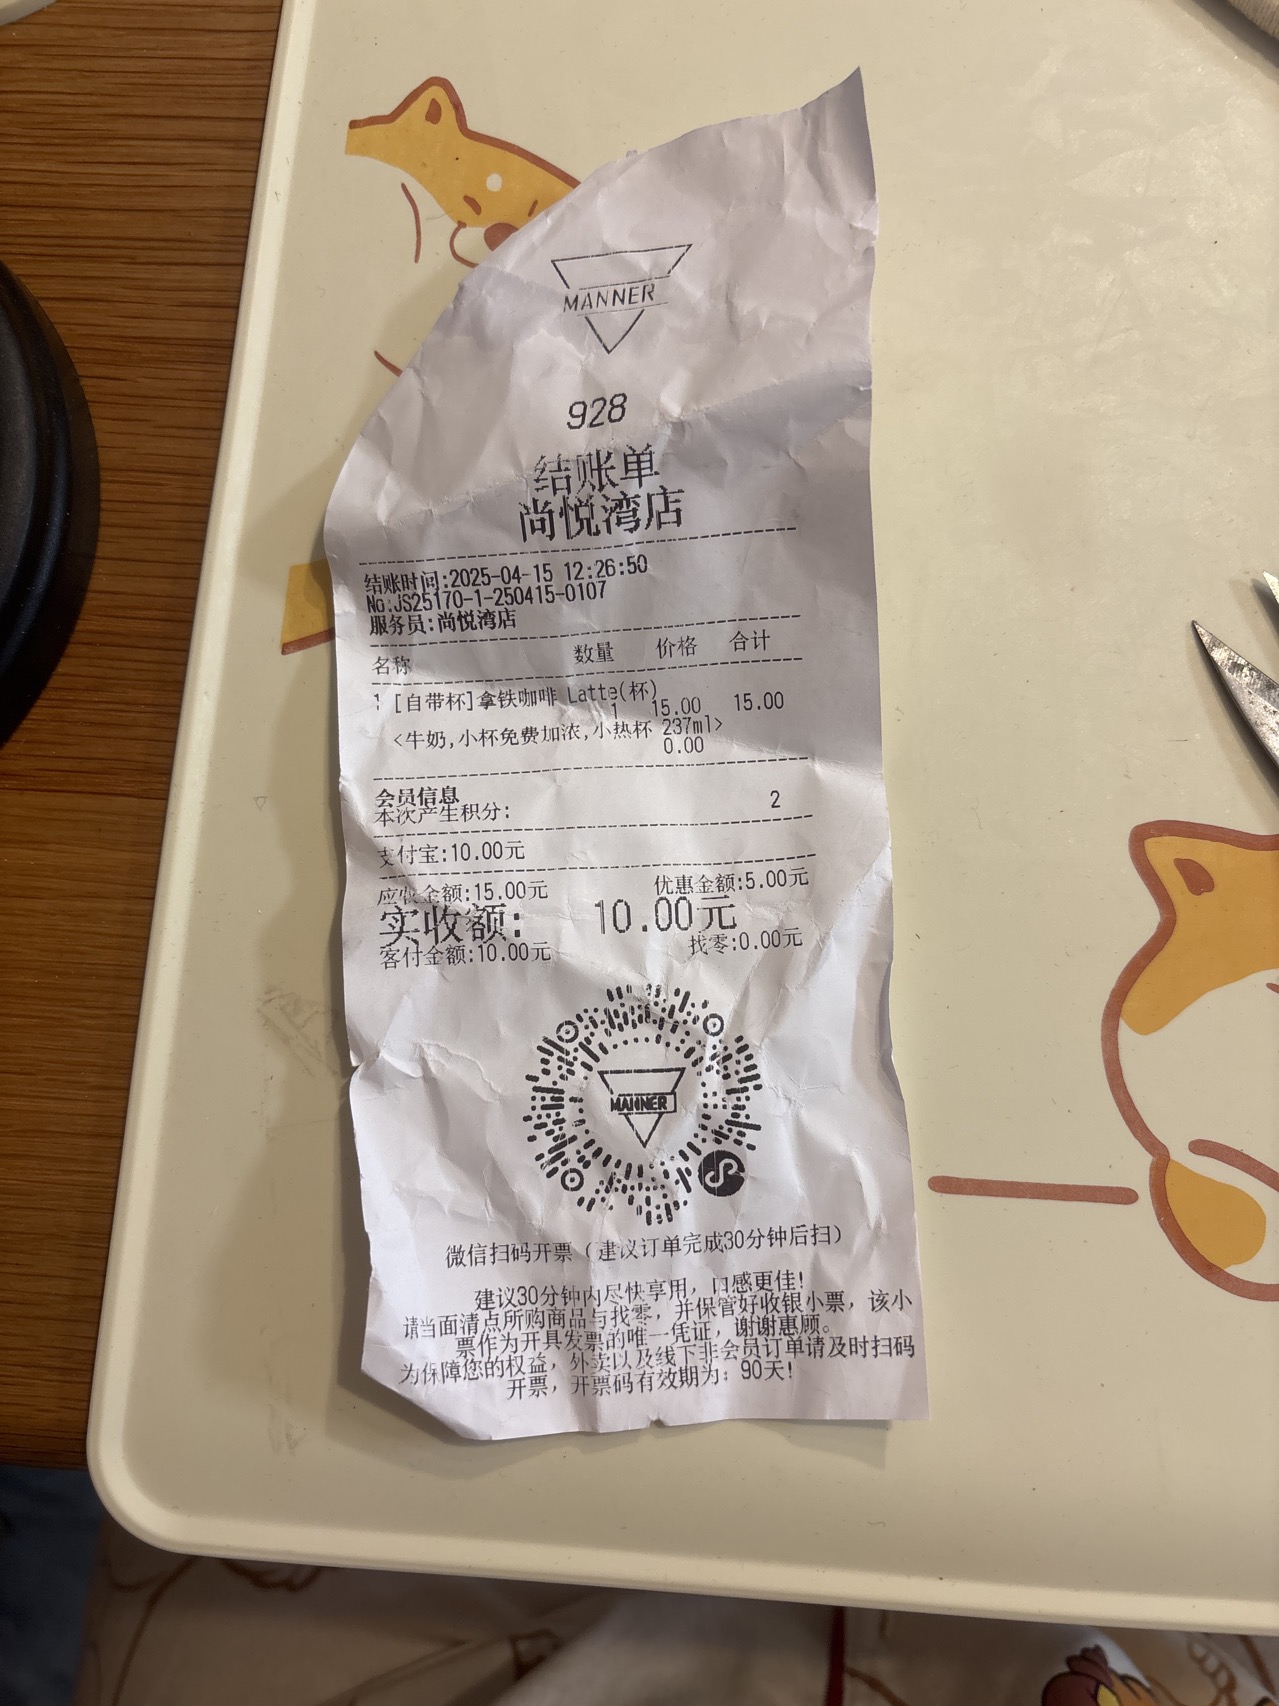 MANNER
928
结账单
尚悦湾店
结账时间:2025-04-15 12:26:50
No:JS25170-1-250415-0107
服务员:尚悦湾店
名称 数量 价格 合计
1 [自带杯]拿铁咖啡 Latte(杯)
1 15.00 15.00
<牛奶,小杯免费加浓,小热杯 237ml>
0.00
会员信息
本次产生积分: 2
支付宝:10.00元
应收金额:15.00元 优惠金额:5.00元
实收额: 10.00元
客付金额:10.00元 找零:0.00元
MANNER
微信扫码开票（建议订单完成30分钟后扫）
建议30分钟内尽快享用，口感更佳！
请当面清点所购商品与找零，并保管好收银小票，该小
票作为开具发票的唯一凭证，谢谢惠顾。
为保障您的权益，外卖以及线下非会员订单请及时扫码
开票，开票码有效期为：90天！